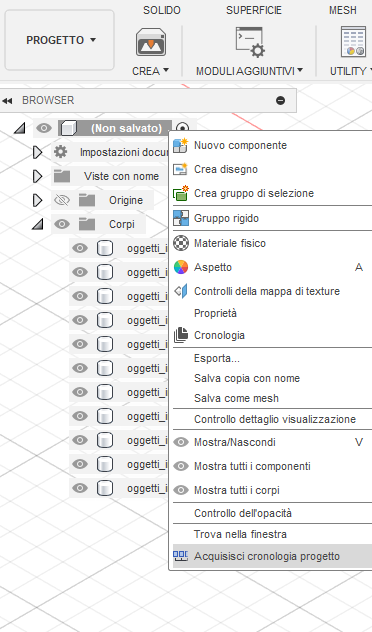 SOLIDO SUPERFICIE MESH
PROGETTO
CREA MODULI AGGIUNTIVI UTILITY
BROWSER
(Non salvato)
Impostazioni docu
Viste con nome
Origine
Corpi
oggetti_i
oggetti_i
oggetti_i
oggetti_i
oggetti_i
oggetti_i
oggetti_i
oggetti_i
oggetti_i
oggetti_i
oggetti_i
Nuovo componente
Crea disegno
Crea gruppo di selezione
Gruppo rigido
Materiale fisico
Aspetto A
Controlli della mappa di texture
Proprietà
Cronologia
Esporta...
Salva copia con nome
Salva come mesh
Controllo dettaglio visualizzazione
Mostra/Nascondi V
Mostra tutti i componenti
Mostra tutti i corpi
Controllo dell'opacità
Trova nella finestra
Acquisisci cronologia progetto